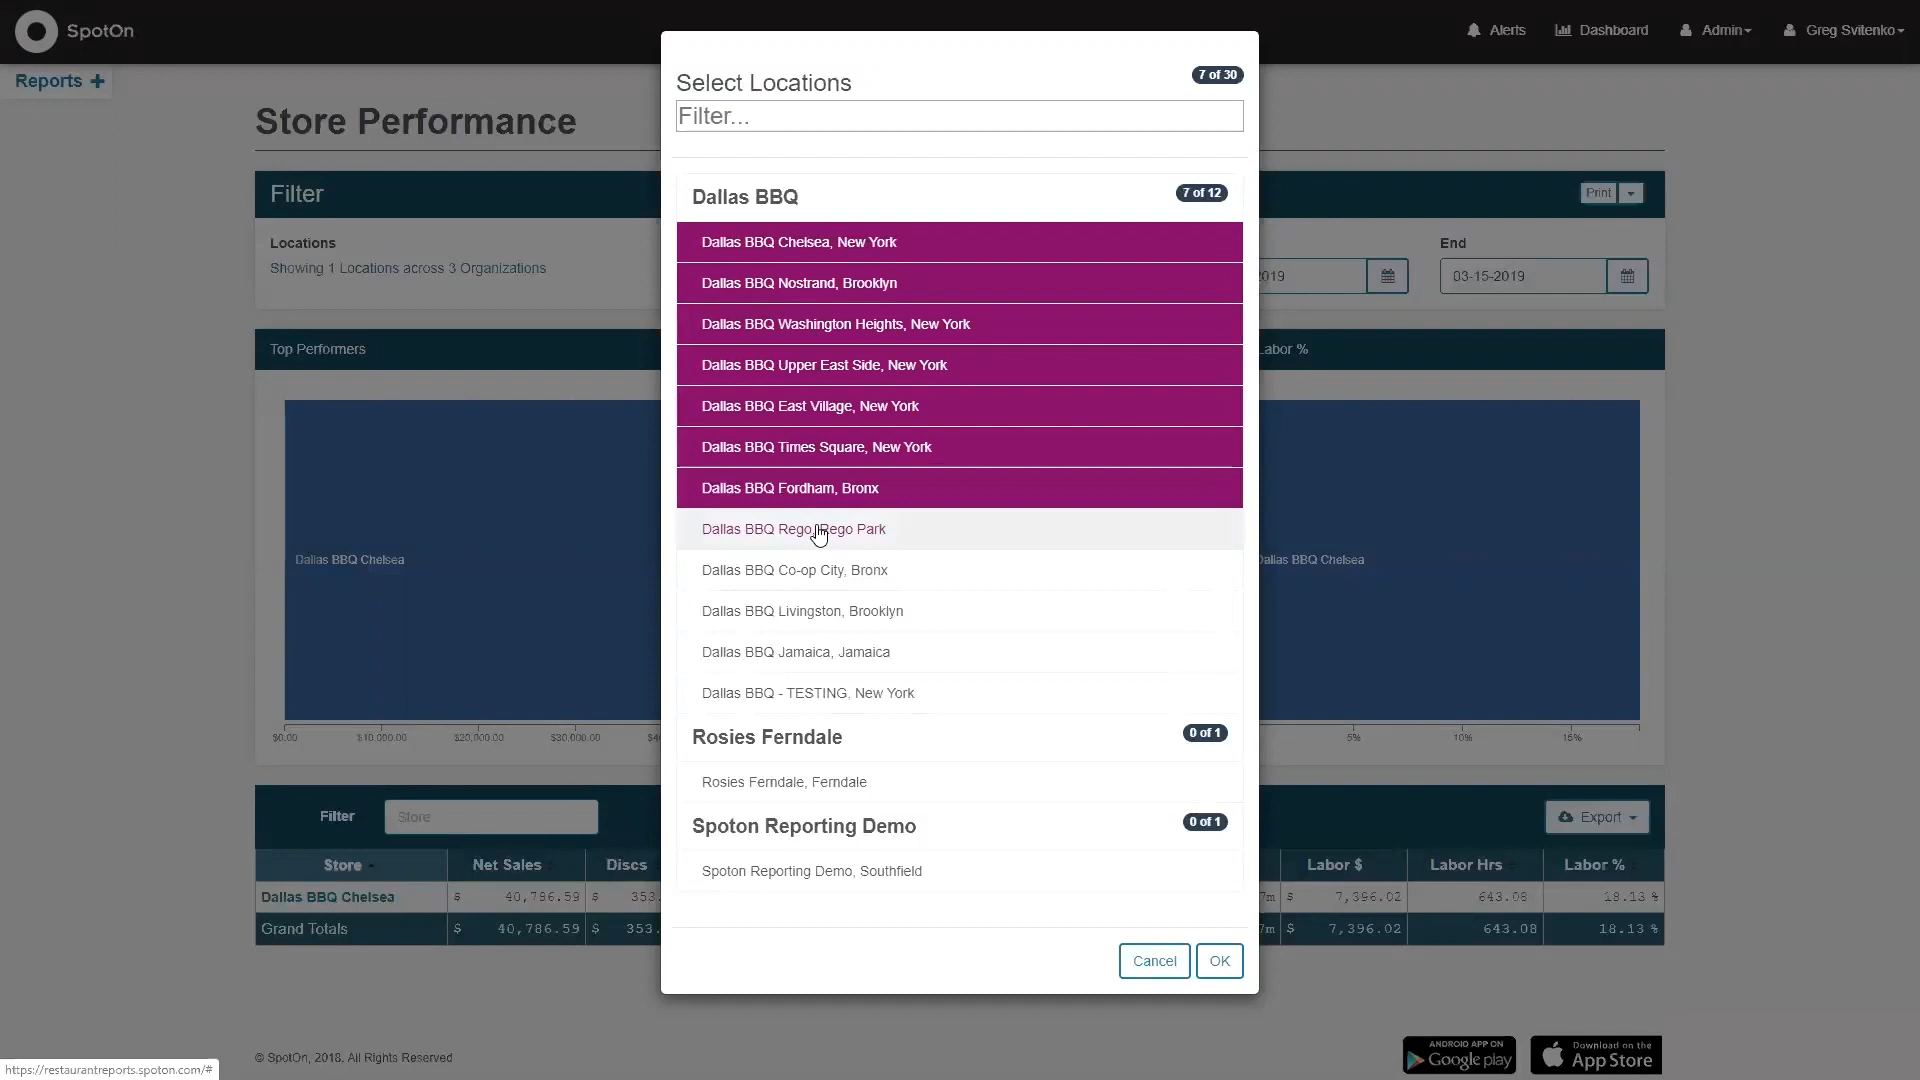 SpotOn
Alerts
Dashboard
Admin
Greg Svitenko
Reports +
Store Performance
Filter
Print
Locations
Showing 1 Locations across 3 Organizations
2019
End
03-15-2019
Top Performers
Labor %
Dallas BBQ Chelsea
Dallas BBQ Chelsea
$0.00 $10,000.00 $20,000.00 $30,000.00
5% 10% 15%
Select Locations
7 of 30
Filter...
Dallas BBQ
7 of 12
Dallas BBQ Chelsea, New York
Dallas BBQ Nostrand, Brooklyn
Dallas BBQ Washington Heights, New York
Dallas BBQ Upper East Side, New York
Dallas BBQ East Village, New York
Dallas BBQ Times Square, New York
Dallas BBQ Fordham, Bronx
Dallas BBQ Rego, Rego Park
Dallas BBQ Co-op City, Bronx
Dallas BBQ Livingston, Brooklyn
Dallas BBQ Jamaica, Jamaica
Dallas BBQ - TESTING, New York
Rosies Ferndale
0 of 1
Rosies Ferndale, Ferndale
Spoton Reporting Demo
0 of 1
Spoton Reporting Demo, Southfield
Cancel
OK
Filter
Store
Export
Store Net Sales Discs Labor $ Labor Hrs Labor %
Dallas BBQ Chelsea $ 40,786.59 $ 353. 7m $ 7,396.02 643.08 18.13 %
Grand Totals $ 40,786.59 $ 353. 7m $ 7,396.02 643.08 18.13 %
© SpotOn, 2018. All Rights Reserved
ANDROID APP ON
Google play
Download on the
App Store
https://restaurantreports.spoton.com/#